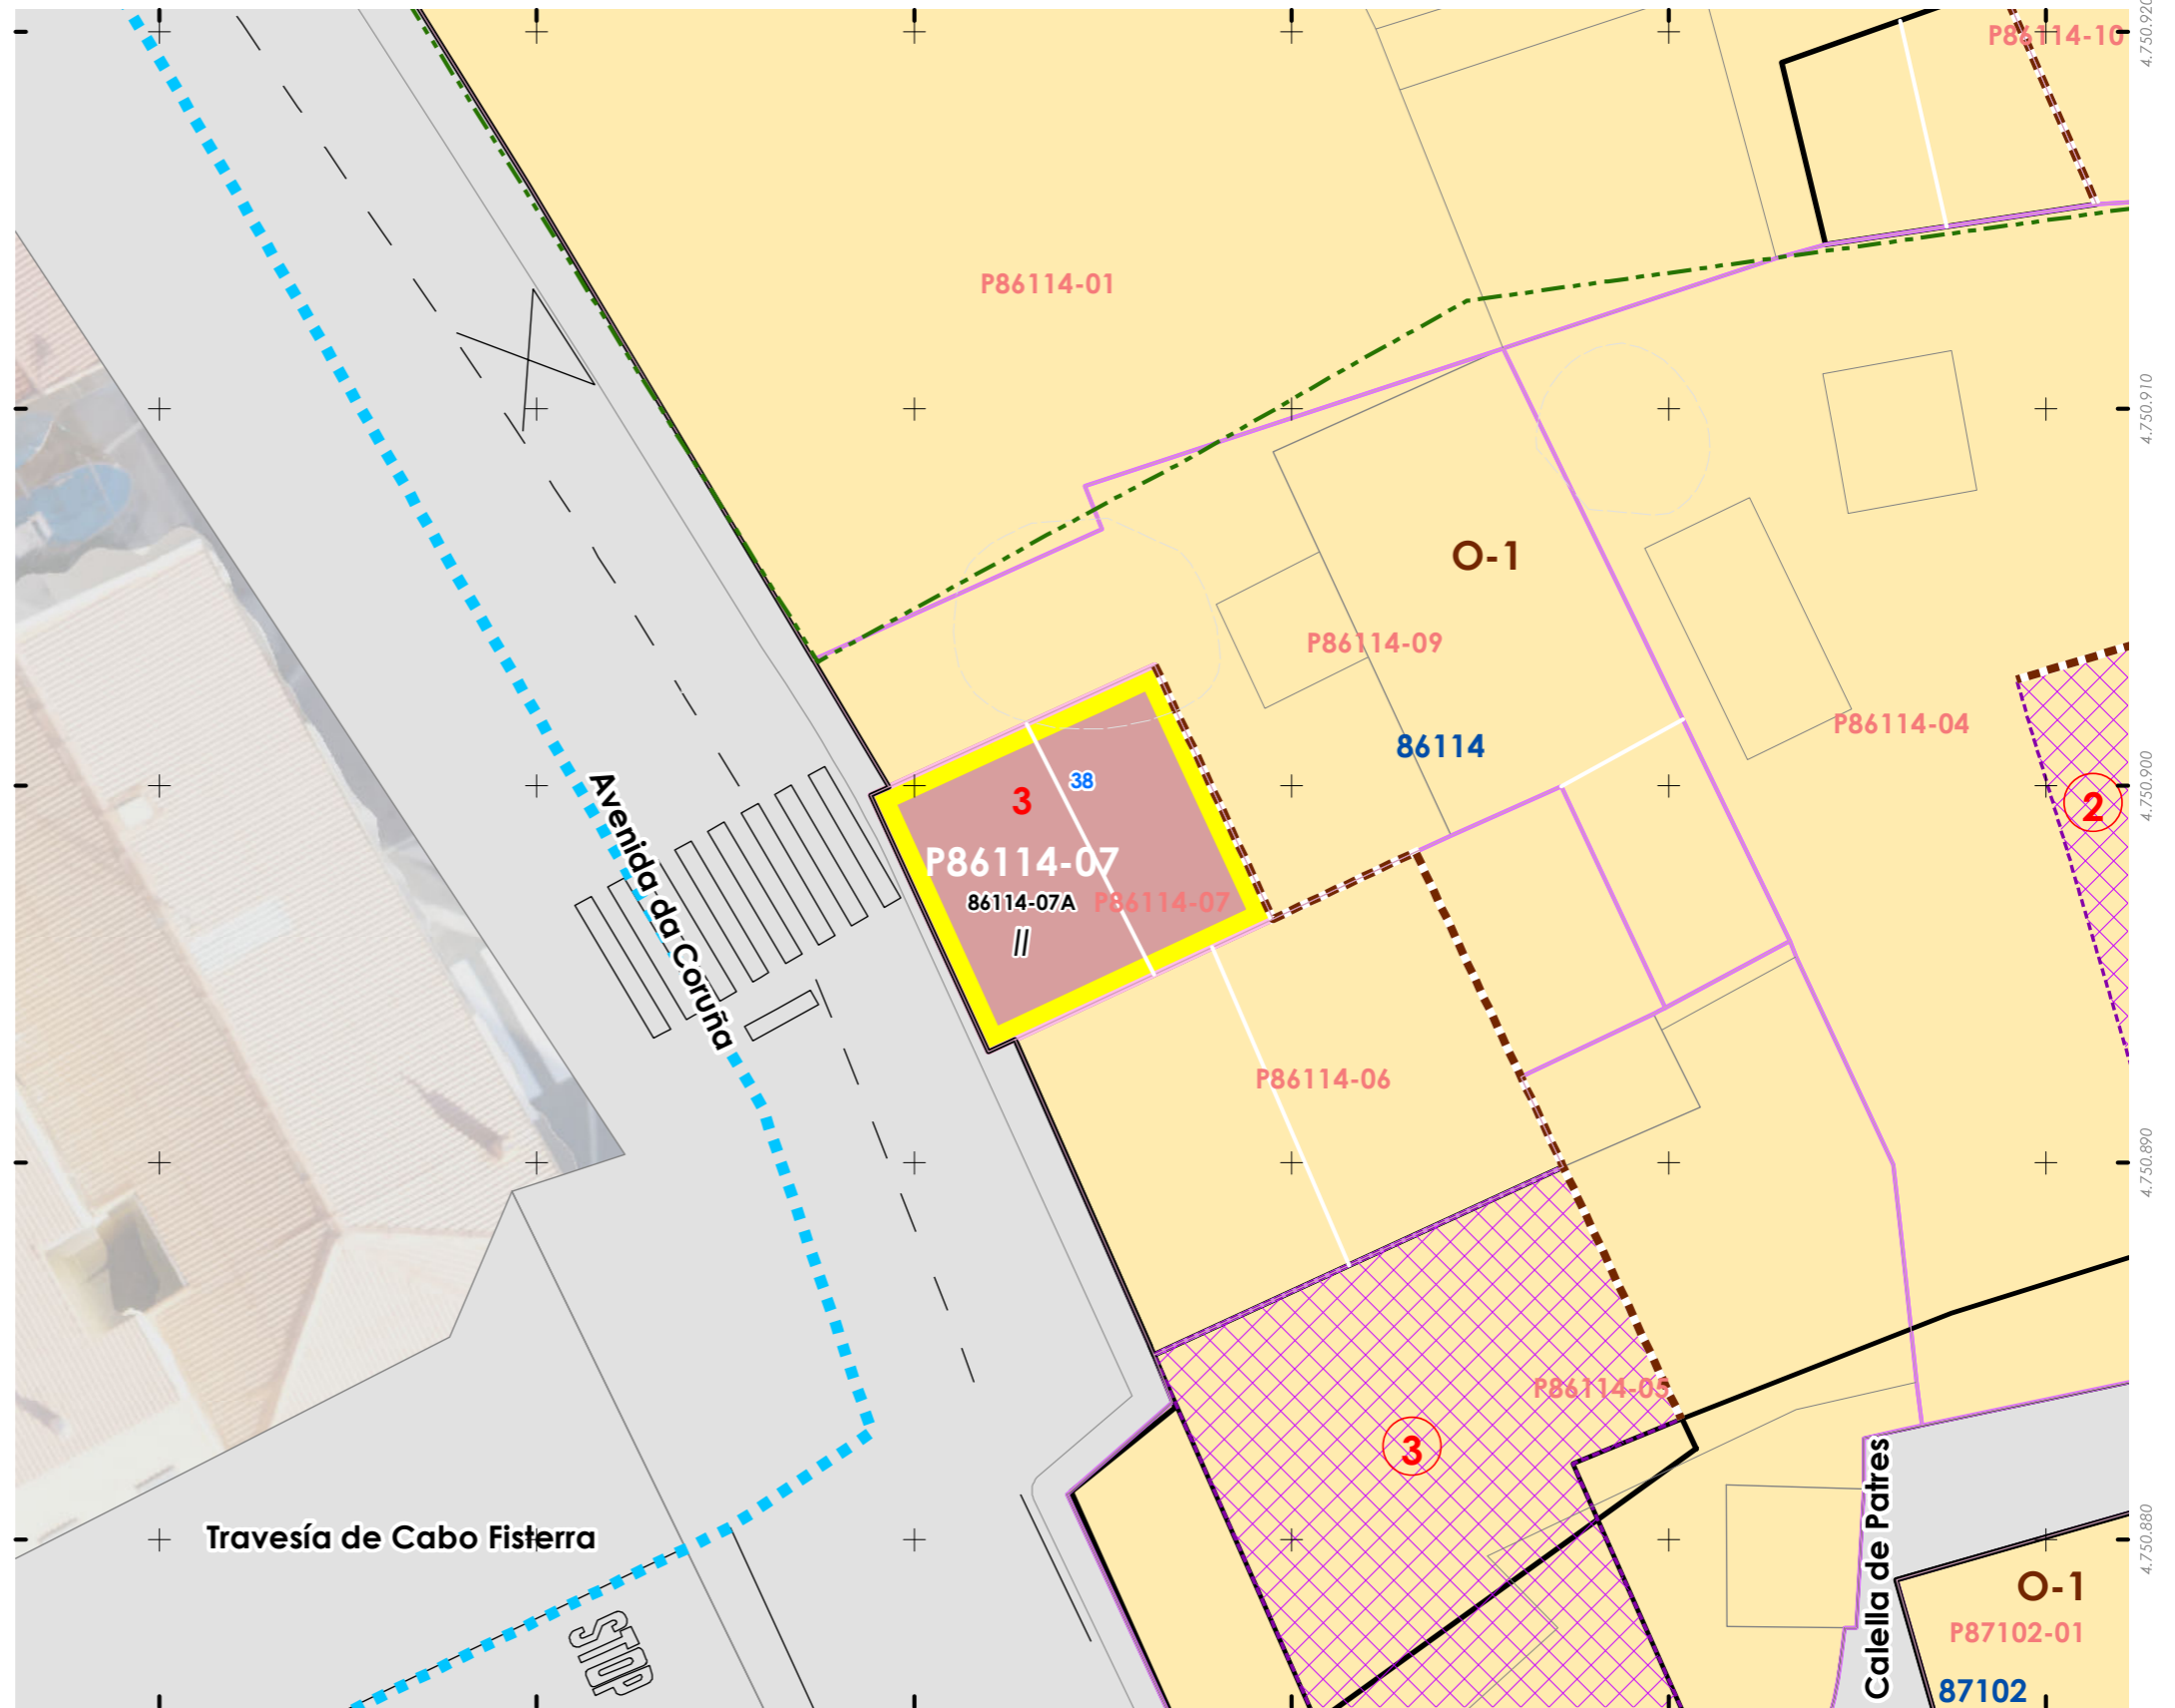 P86114-10
4.750.920
P86114-01
4.750.910
O-1
P86114-09
86114
P86114-04
4.750.900
2
38
3
P86114-07
86114-07A
P86114-07
II
Avenida da Coruña
P86114-06
4.750.890
P86114-05
3
Calella de Patres
Travesía de Cabo Fisterra
4.750.880
STOP
O-1
P87102-01
87102